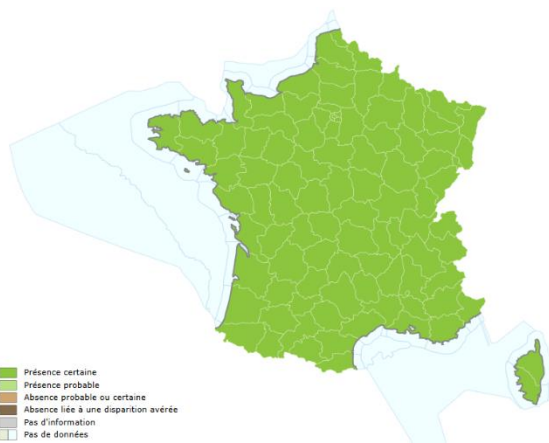 Présence certaine
Présence probable
Absence probable ou certaine
Absence liée à une disparition avérée
Pas d'information
Pas de données